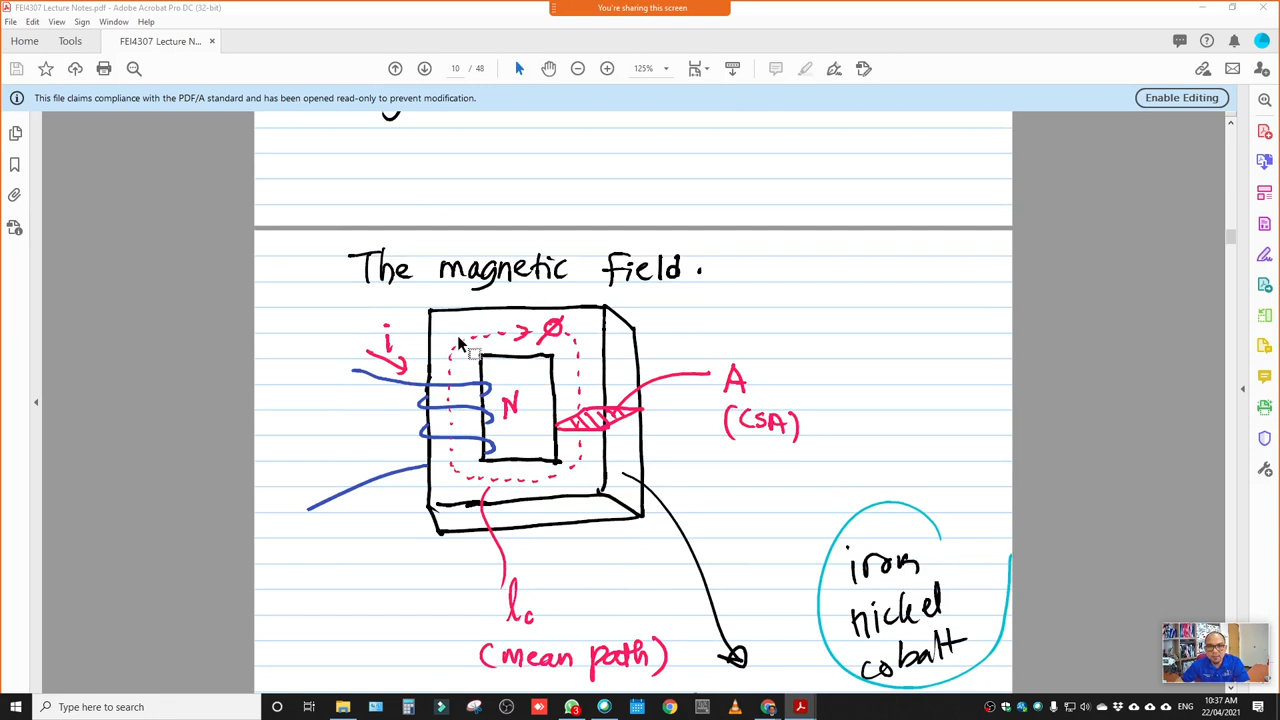 FEI4307 Lecture Notes.pdf - Adobe Acrobat Pro DC (32-bit)
You're sharing this screen
File Edit View Sign Window Help
Home Tools FEI4307 Lecture N... ×
10 / 48 125%
This file claims compliance with the PDF/A standard and has been opened read-only to prevent modification.
Enable Editing
The magnetic field.
i
Ø
N
A
(CSA)
lc
(mean path)
iron
nickel
cobalt
Type here to search
3
ENG
10:37 AM
22/04/2021